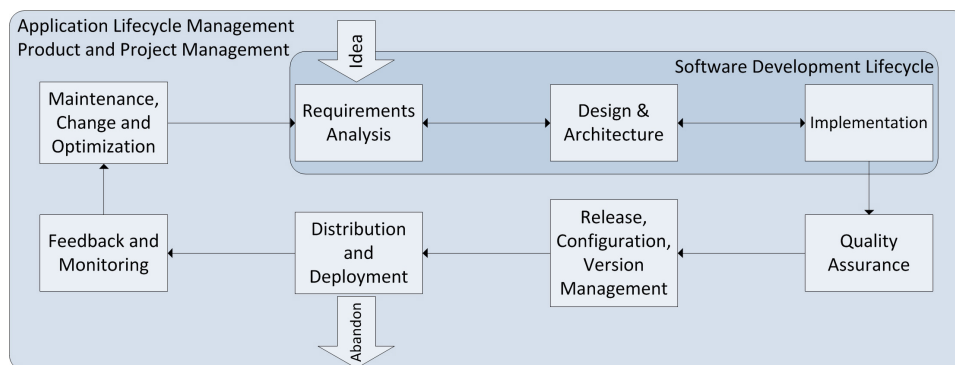 Application Lifecycle Management
Product and Project Management
Idea
Software Development Lifecycle
Maintenance,
Change and
Optimization
Requirements
Analysis
Design &
Architecture
Implementation
Feedback and
Monitoring
Distribution
and
Deployment
Release,
Configuration,
Version
Management
Quality
Assurance
Abandon